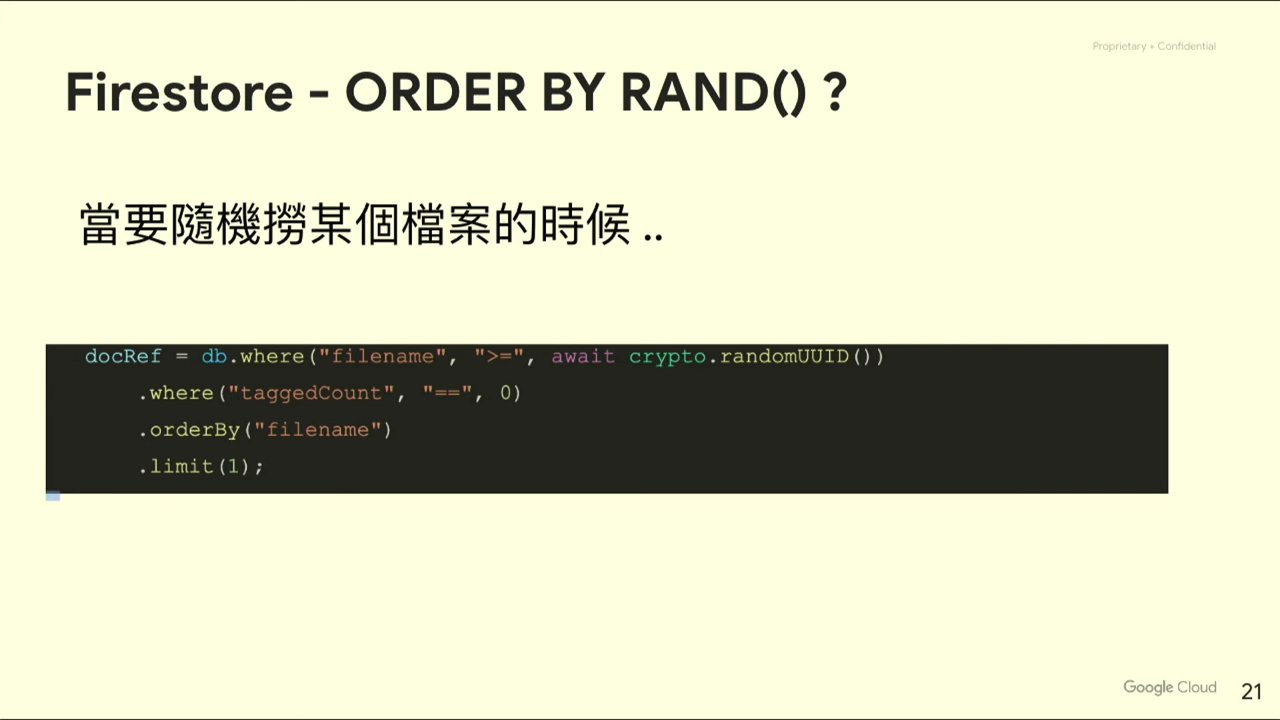 Proprietary + Confidential
Firestore - ORDER BY RAND() ?
當要隨機撈某個檔案的時候 ..
docRef = db.where("filename", ">=", await crypto.randomUUID())
.where("taggedCount", "==", 0)
.orderBy("filename")
.limit(1);
Google Cloud
21